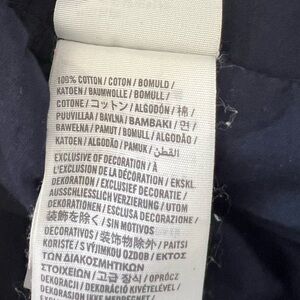 100% COTTON / COTON / BOMULD /
KATOEN / BAUMWOLLE / BOMULL /
COTONE / コットン / ALGODÓN / 棉 /
PUUVILLAA / BAVLNA / ΒΑΜΒΑΚΙ / 면 /
BAWEŁNA / PAMUT / BOMULL / ALGODÃO
KATOEN / ALGODÃO / PAMUK / القطن
EXCLUSIVE OF DECORATION / À
L'EXCLUSION DE LA DÉCORATION / EKSKL.
DEKORATION / EXCLUSIEF DECORATIE /
AUSSCHLIESSLICH VERZIERUNG / UTOM
DEKORATIONEN / ESCLUSA DECORAZIONE /
装飾を除く / SIN MOTIVOS
DECORATIVOS / 装饰物除外 / PAITSI
KORISTE / S VÝJIMKOU OZDOB / ΕΚΤΟΣ
ΤΩΝ ΔΙΑΚΟΣΜΗΤΙΚΩΝ
ΣΤΟΙΧΕΙΩΝ / 고급 장식 / OPRÓCZ
DEKORACJI / DEKORÁCIÓ KIVÉTELÉVEL /